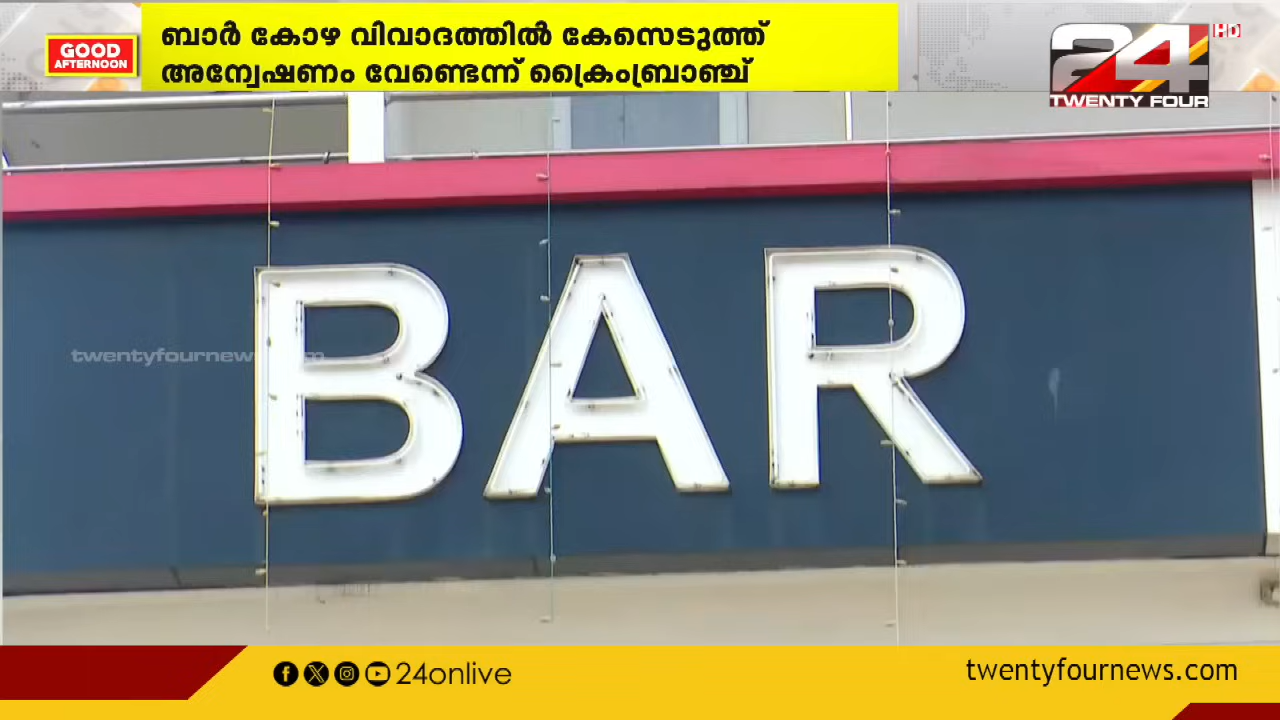 GOOD
AFTERNOON
ബാർ കോഴ വിവാദത്തിൽ കേസെടുത്ത്
അന്വേഷണം വേണ്ടെന്ന് ക്രൈംബ്രാഞ്ച്
24 HD
TWENTY FOUR
BAR
twentyfournews.com
24onlive
twentyfournews.com